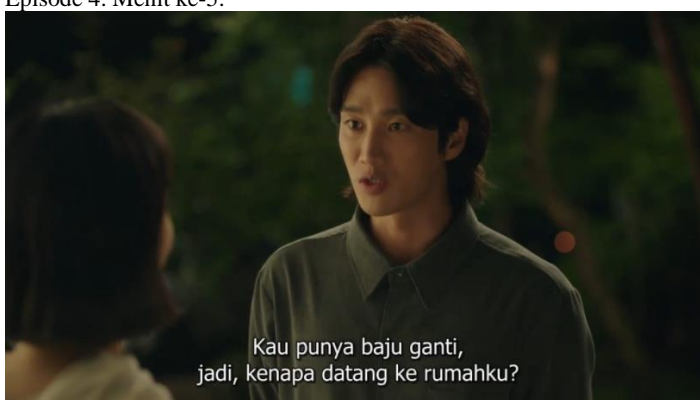 Episode 4. Menit ke-5.
Kau punya baju ganti,
jadi, kenapa datang ke rumahku?